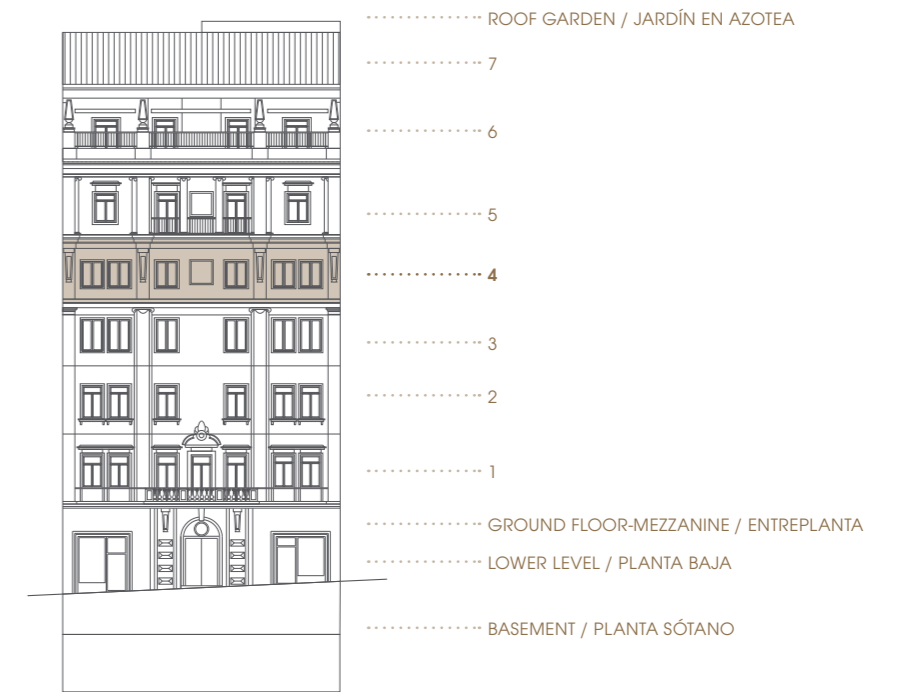 ROOF GARDEN / JARDÍN EN AZOTEA
7
6
5
4
3
2
1
GROUND FLOOR-MEZZANINE / ENTREPLANTA
LOWER LEVEL / PLANTA BAJA
BASEMENT / PLANTA SÓTANO